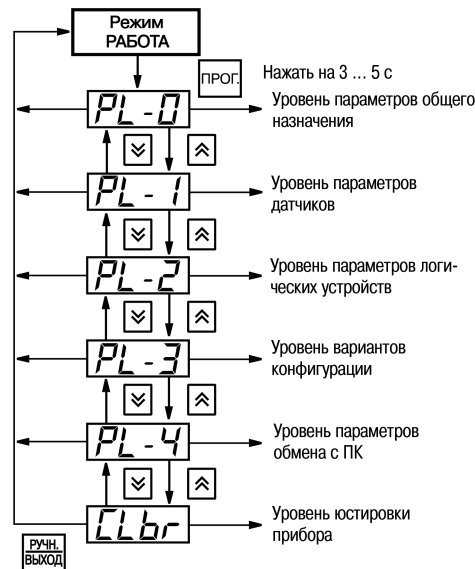 Режим
РАБОТА
ПРОГ.
Нажать на 3 ... 5 с
PL-0
Уровень параметров общего
назначения
PL-1
Уровень параметров
датчиков
PL-2
Уровень параметров логи-
ческих устройств
PL-3
Уровень вариантов
конфигурации
PL-4
Уровень параметров
обмена с ПК
CLbr
Уровень юстировки
прибора
РУЧН.
ВЫХОД